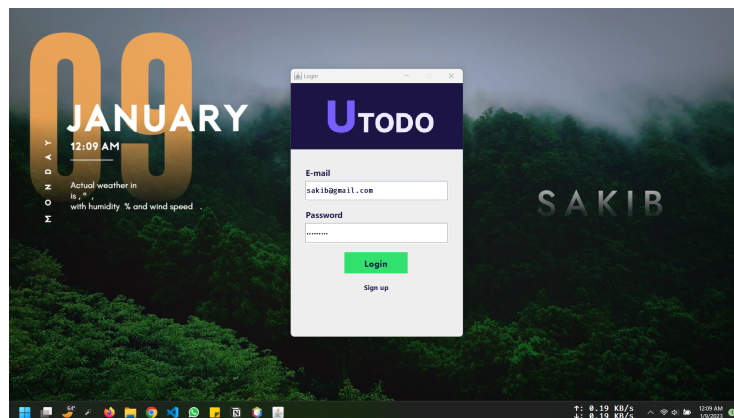 09
JANUARY
MONDAY
12:09 AM
Actual weather in
is , ° ,
with humidity % and wind speed .
Login
UTODO
E-mail
sakib@gmail.com
Password
Login
Sign up
SAKIB
64°
↑: 0.19 KB/s
↓: 0.19 KB/s
12:09 AM
1/9/2023